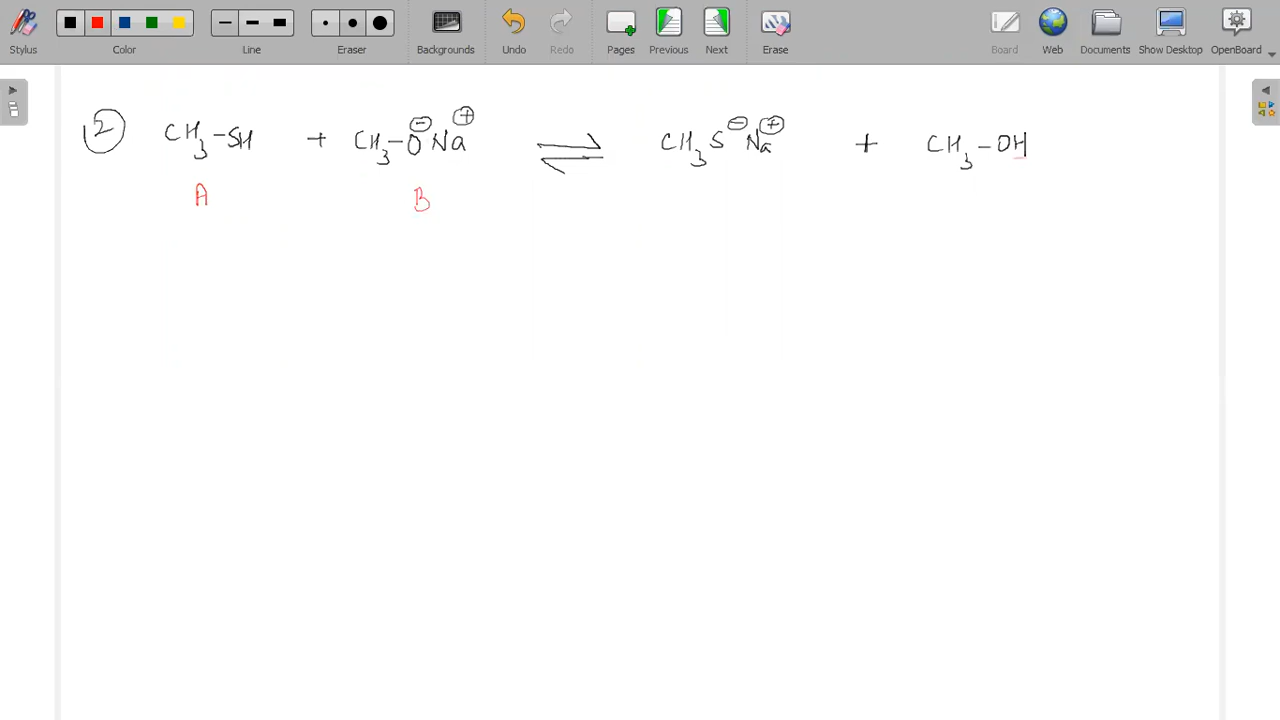 Stylus Color Line Eraser Backgrounds Undo Redo Pages Previous Next Erase Board Web Documents Show Desktop OpenBoard
② CH₃-SH + CH₃-O⊖Na⊕ ⇌ CH₃S⊖Na⊕ + CH₃-OH
A B